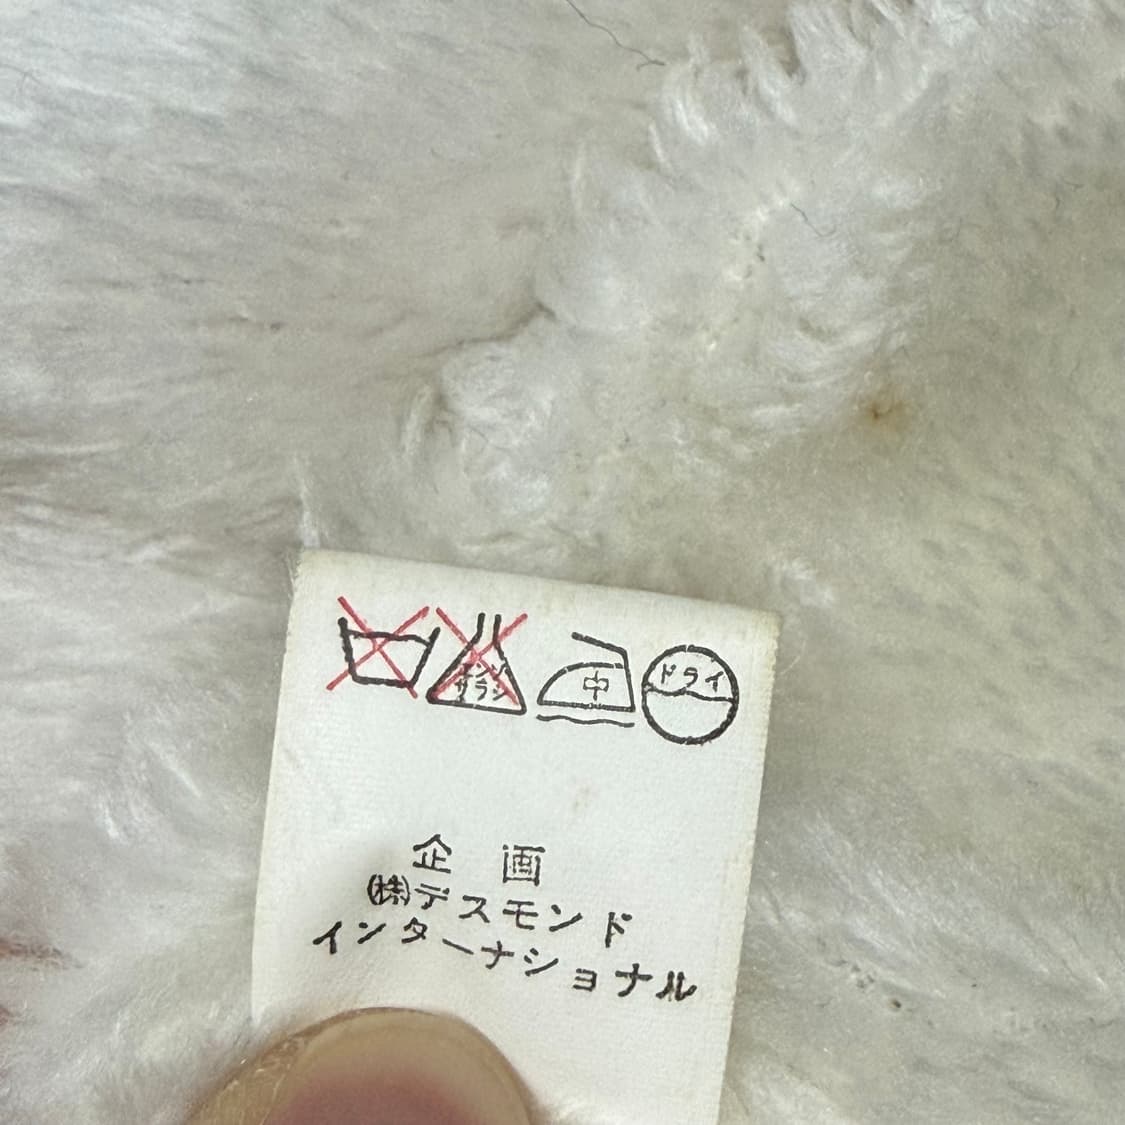 エンソ
サラシ
中
ドライ
企画
㈱デスモンド
インターナショナル